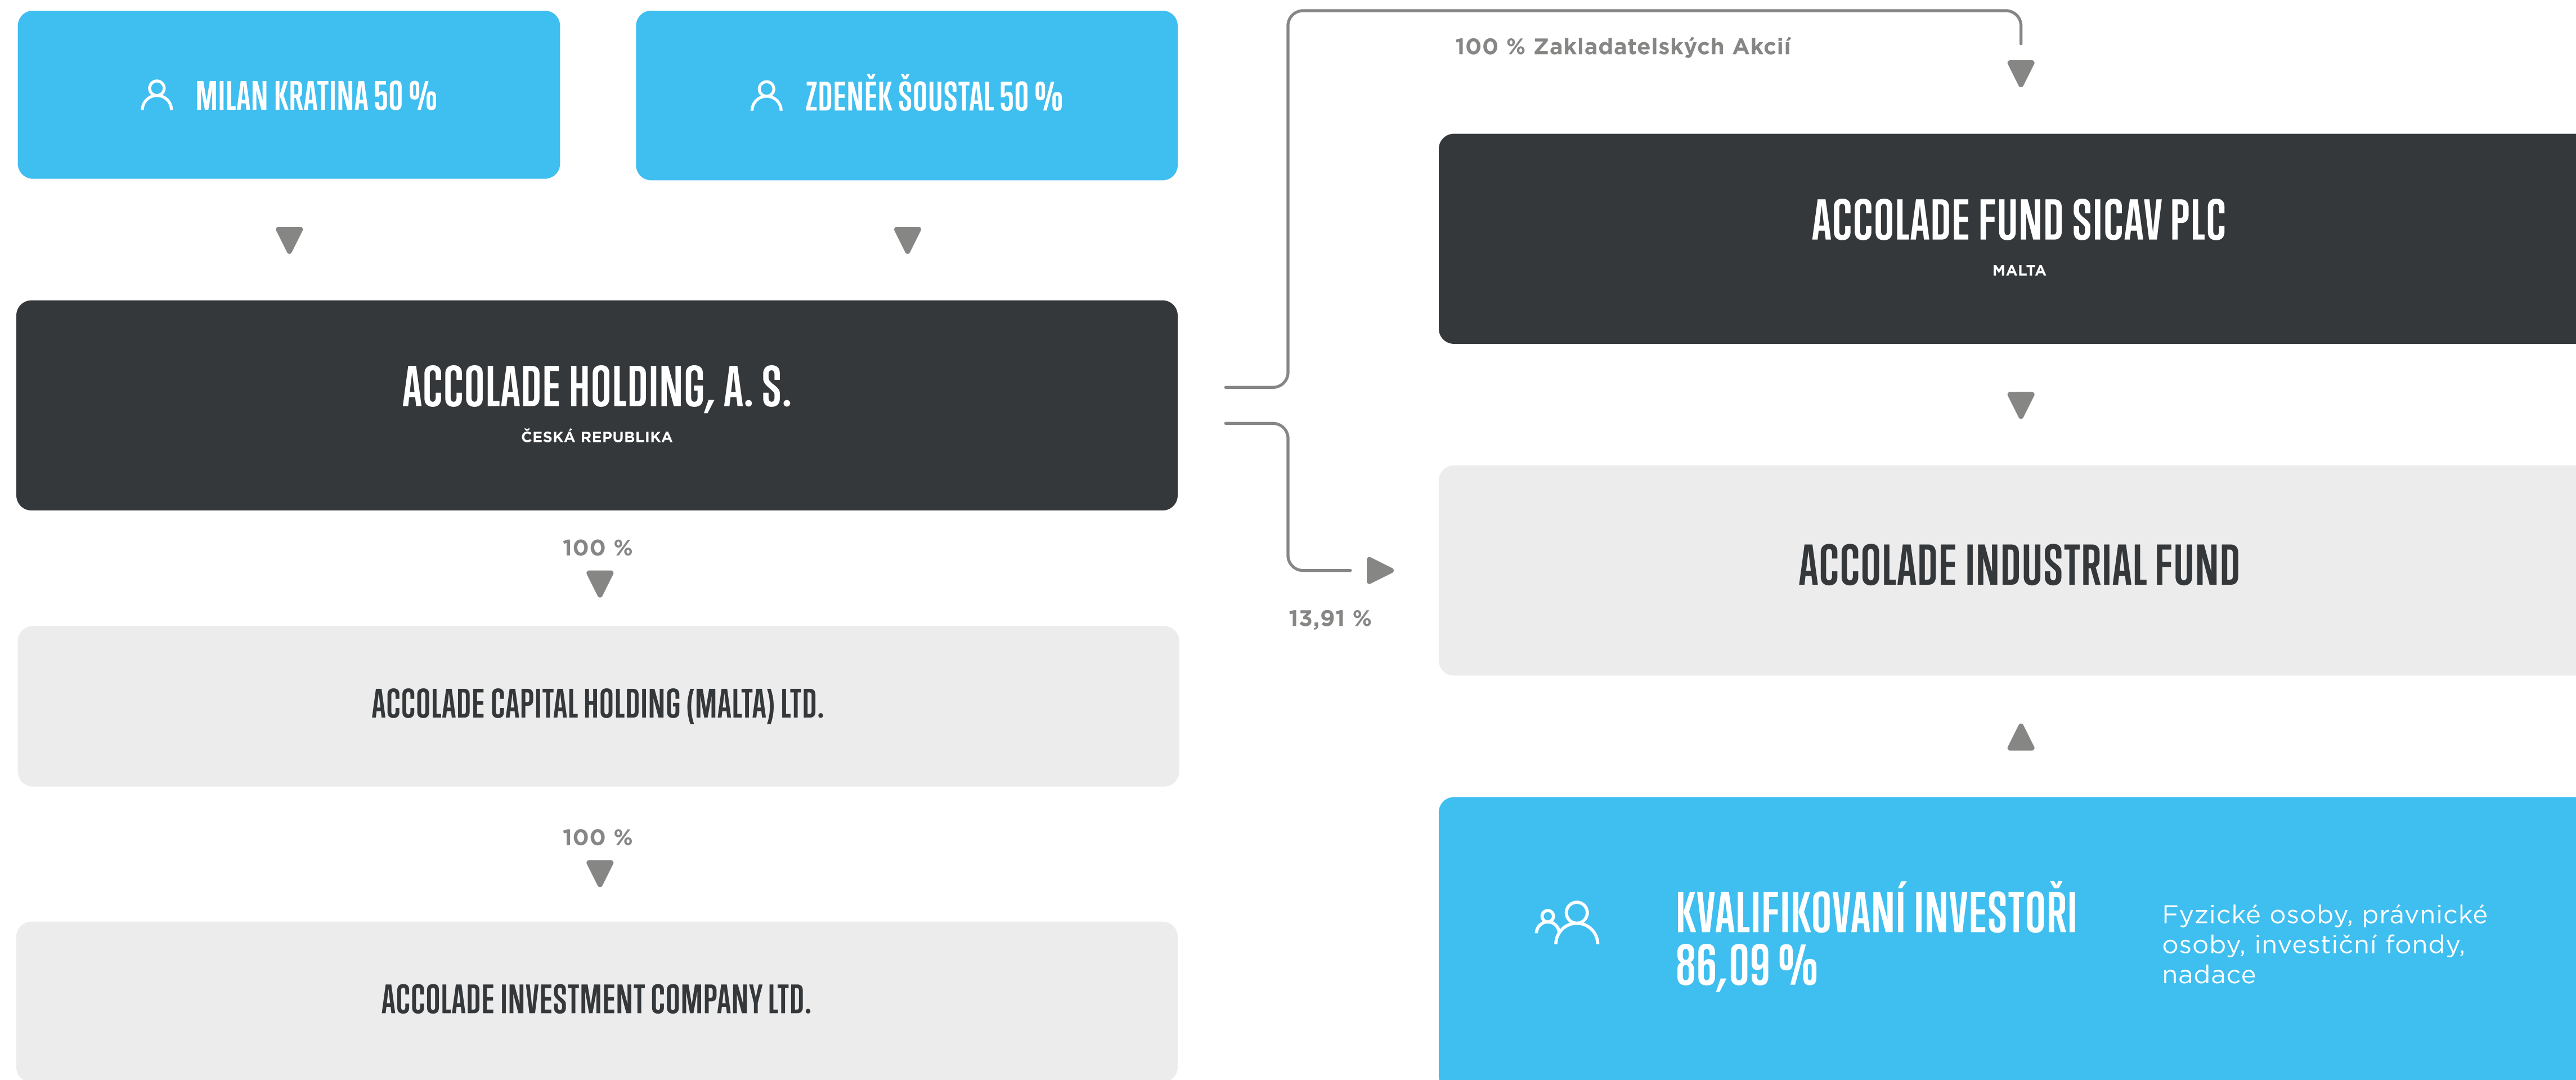 MILAN KRATINA 50 %
ZDENĚK ŠOUSTAL 50 %
ACCOLADE HOLDING, A. S.
ČESKÁ REPUBLIKA
100 %
ACCOLADE CAPITAL HOLDING (MALTA) LTD.
100 %
ACCOLADE INVESTMENT COMPANY LTD.
100 % Zakladatelských Akcií
ACCOLADE FUND SICAV PLC
MALTA
13,91 %
ACCOLADE INDUSTRIAL FUND
KVALIFIKOVANÍ INVESTOŘI
86,09 %
Fyzické osoby, právnické
osoby, investiční fondy,
nadace